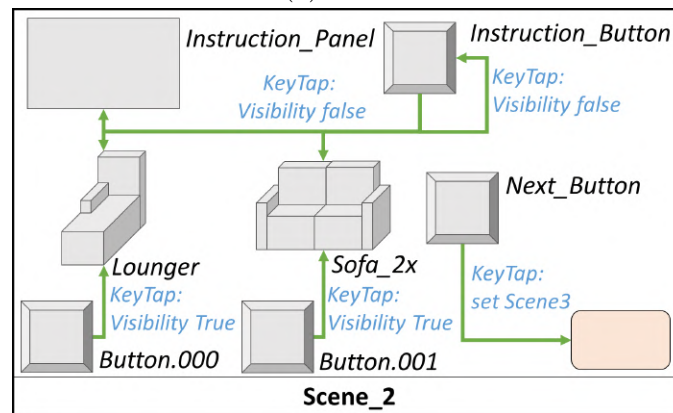 Instruction_Panel
Instruction_Button
KeyTap:
Visibility false
KeyTap:
Visibility false
Next_Button
Lounger
Sofa_2x
KeyTap:
Visibility True
KeyTap:
Visibility True
KeyTap:
set Scene3
Button.000
Button.001
Scene_2